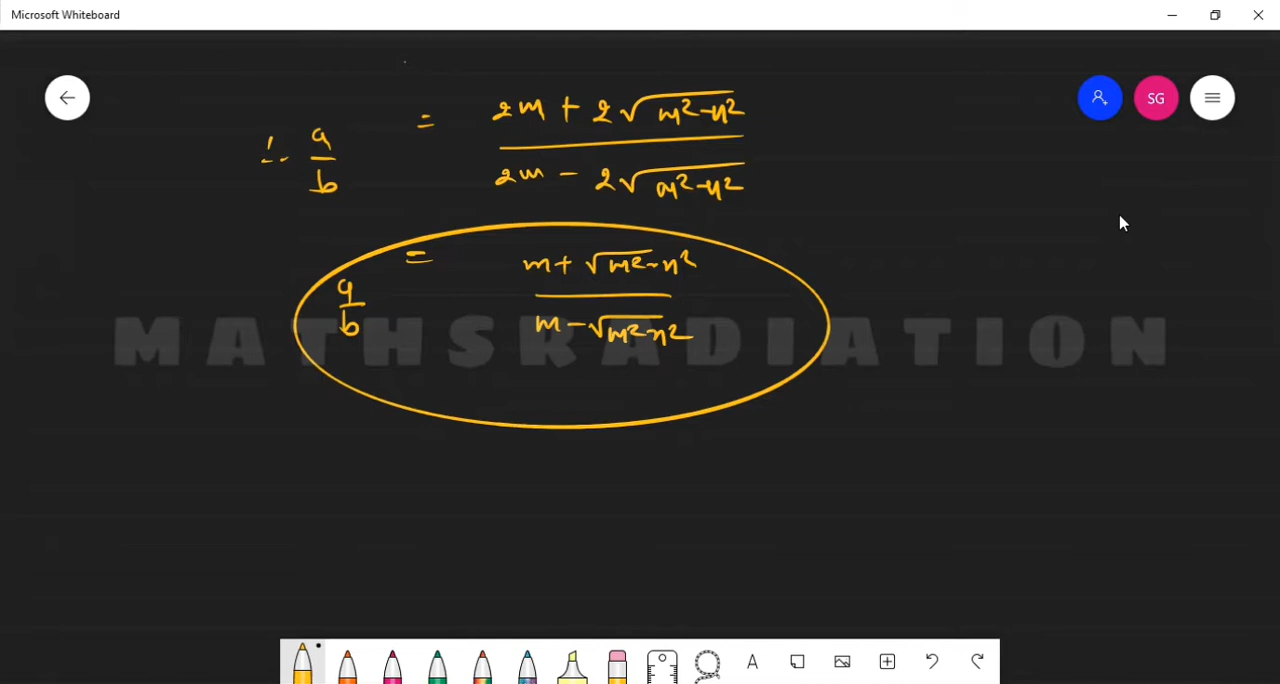 Microsoft Whiteboard
SG
∴ a/b = (2m + 2√(m²-n²))/(2m - 2√(m²-n²))
a/b = (m + √(m²-n²))/(m - √(m²-n²))
MATHSRADIATION
A